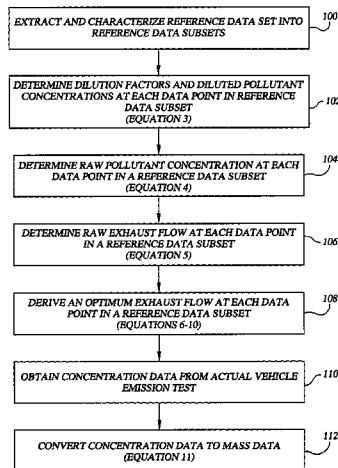 EXTRACT AND CHARACTERIZE REFERENCE DATA SET INTO
REFERENCE DATA SUBSETS
100
DETERMINE DILUTION FACTORS AND DILUTED POLLUTANT
CONCENTRATIONS AT EACH DATA POINT IN REFERENCE
DATA SUBSET
(EQUATION 3)
102
DETERMINE RAW POLLUTANT CONCENTRATION AT EACH
DATA POINT IN A REFERENCE DATA SUBSET
(EQUATION 4)
104
DETERMINE RAW EXHAUST FLOW AT EACH DATA POINT
IN A REFERENCE DATA SUBSET
(EQUATION 5)
106
DERIVE AN OPTIMUM EXHAUST FLOW AT EACH DATA
POINT IN A REFERENCE DATA SUBSET
(EQUATIONS 6-10)
108
OBTAIN CONCENTRATION DATA FROM ACTUAL VEHICLE
EMISSION TEST
110
CONVERT CONCENTRATION DATA TO MASS DATA
(EQUATION 11)
112